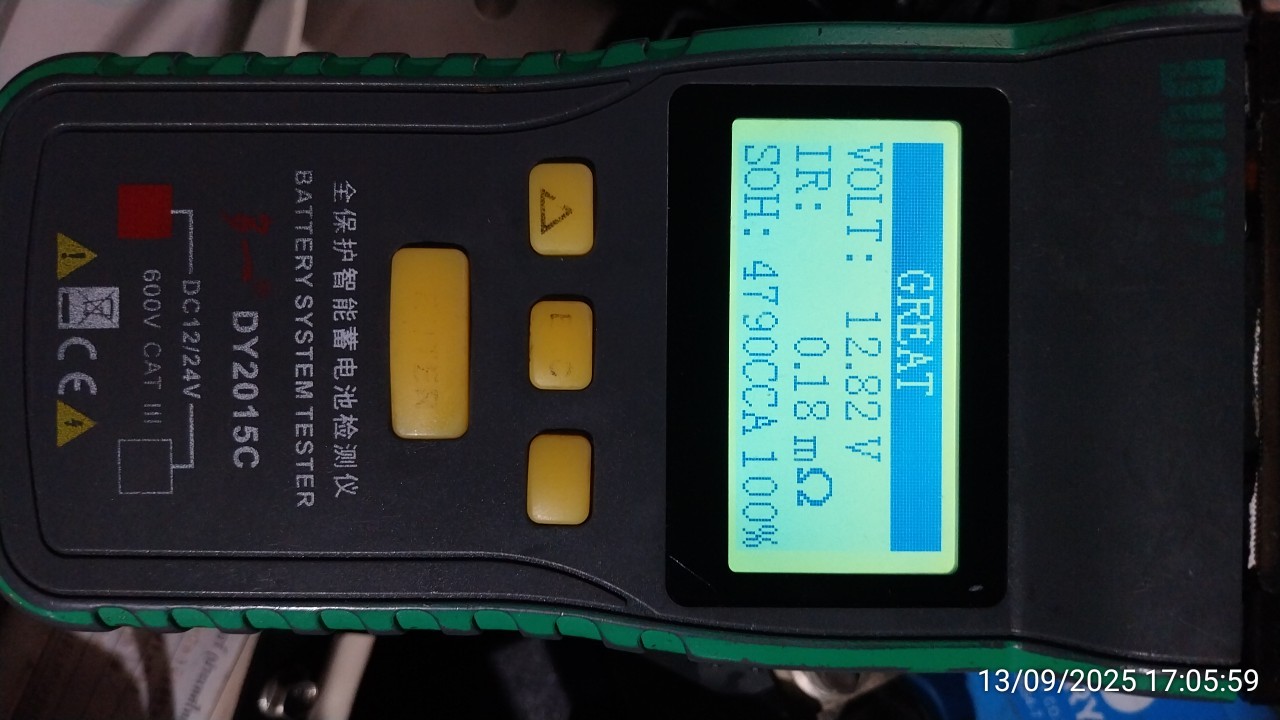 GREAT
VOLT: 12.82 V
IR: 0.18 mΩ
SOH: 4790CCA 100%
全保护智能蓄电池检测仪
BATTERY SYSTEM TESTER
DY2015C
DC12/24V
600V CAT III
CE
13/09/2025 17:05:59